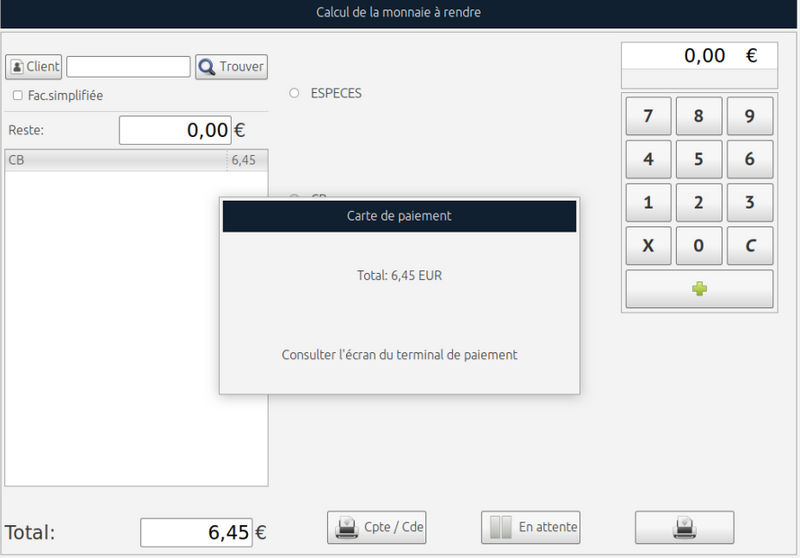 Calcul de la monnaie à rendre
Client
Trouver
Fac.simplifiée
Reste:
0,00 €
CB 6,45
ESPECES
Carte de paiement
Total: 6,45 EUR
Consulter l'écran du terminal de paiement
0,00 €
7 8 9
4 5 6
1 2 3
X 0 C
Total: 6,45 €
Cpte / Cde
En attente